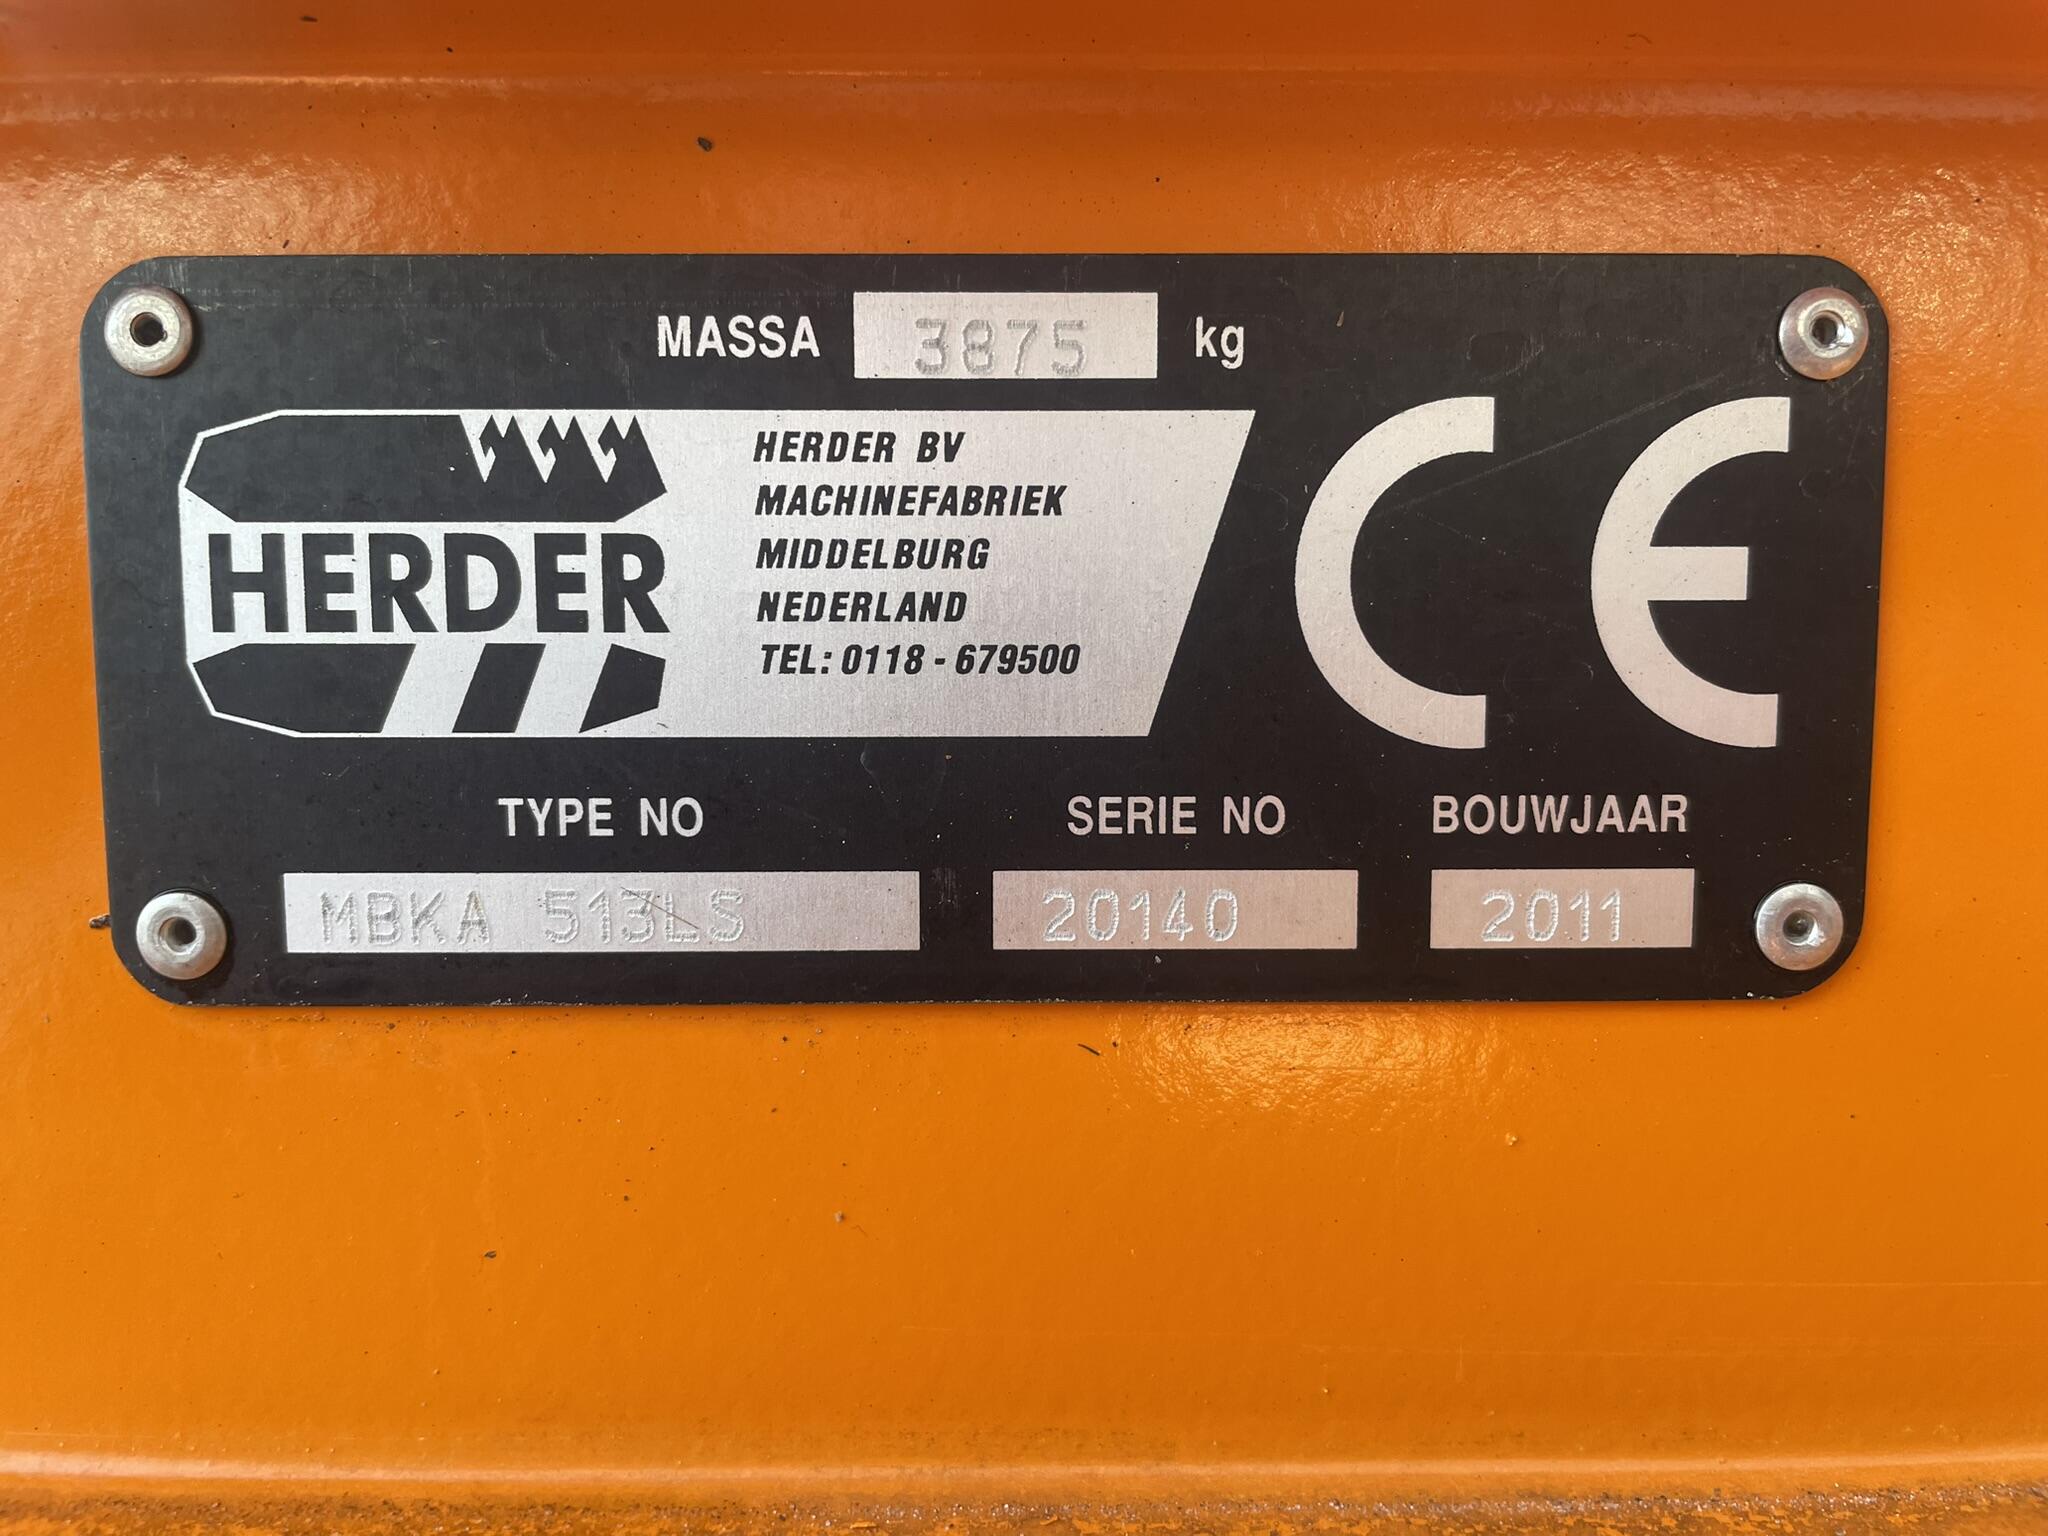 MASSA 3875 kg
HERDER
HERDER BV
MACHINEFABRIEK
MIDDELBURG
NEDERLAND
TEL: 0118 - 679500
CE
TYPE NO SERIE NO BOUWJAAR
MBKA 513LS 20140 2011